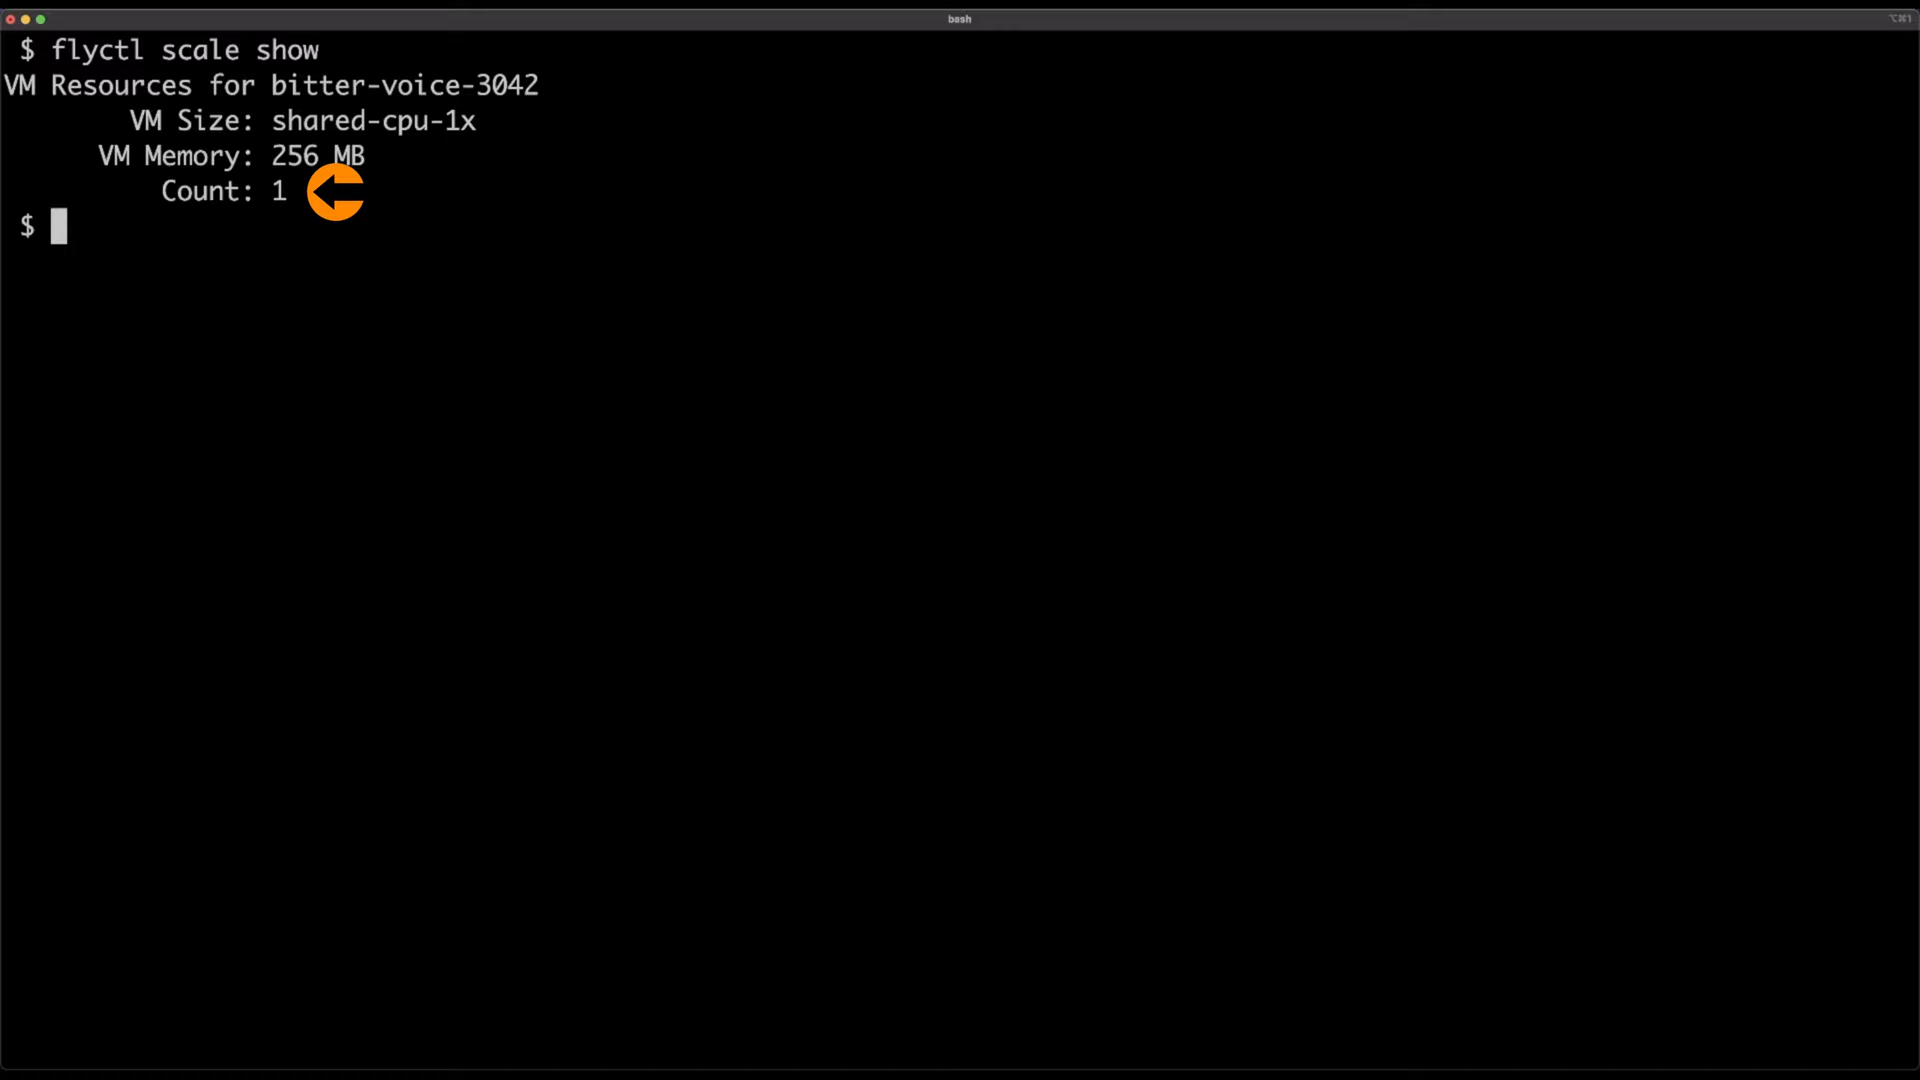 bash
⌥⌘1
$ flyctl scale show
VM Resources for bitter-voice-3042
VM Size: shared-cpu-1x
VM Memory: 256 MB
Count: 1
$